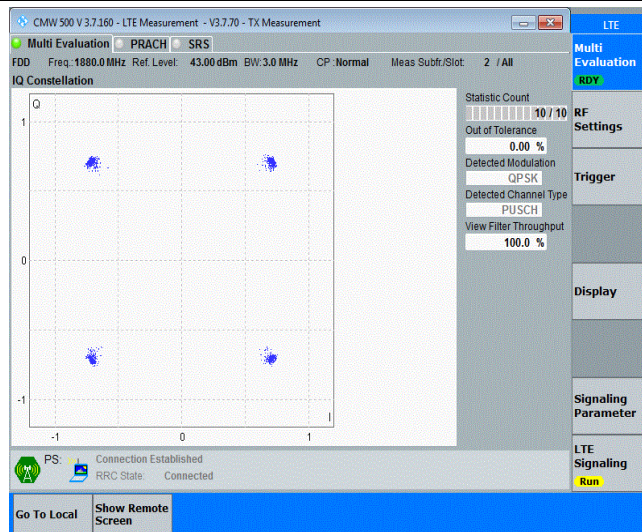 CMW 500 V 3.7.160 - LTE Measurement - V3.7.70 - TX Measurement
LTE
Multi Evaluation PRACH SRS
Multi
Evaluation
RDY
FDD Freq.: 1880.0 MHz Ref. Level: 43.00 dBm BW: 3.0 MHz CP : Normal Meas Subfr./Slot: 2 / All
IQ Constellation
Q
1
0
-1
I
-1 0 1
Statistic Count
10 / 10
Out of Tolerance
0.00 %
Detected Modulation
QPSK
Detected Channel Type
PUSCH
View Filter Throughput
100.0 %
RF
Settings
Trigger
Display
Signaling
Parameter
LTE
Signaling
Run
PS: Connection Established
RRC State: Connected
Go To Local
Show Remote
Screen